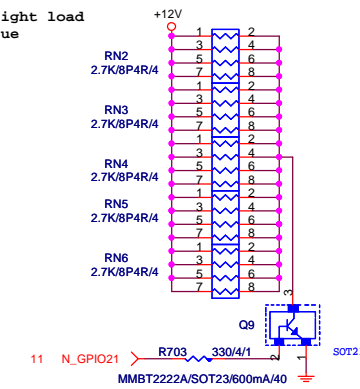 ight load
ue
+12V
1 2
RN2 3 4
2.7K/8P4R/4 5 6
7 8
1 2
RN3 3 4
2.7K/8P4R/4 5 6
7 8
1 2
RN4 3 4
2.7K/8P4R/4 5 6
7 8
1 2
RN5 3 4
2.7K/8P4R/4 5 6
7 8
1 2
RN6 3 4
2.7K/8P4R/4 5 6
7 8
3
Q9
SOT2
11 N_GPIO21 R703 330/4/1 2 1
MMBT2222A/SOT23/600mA/40